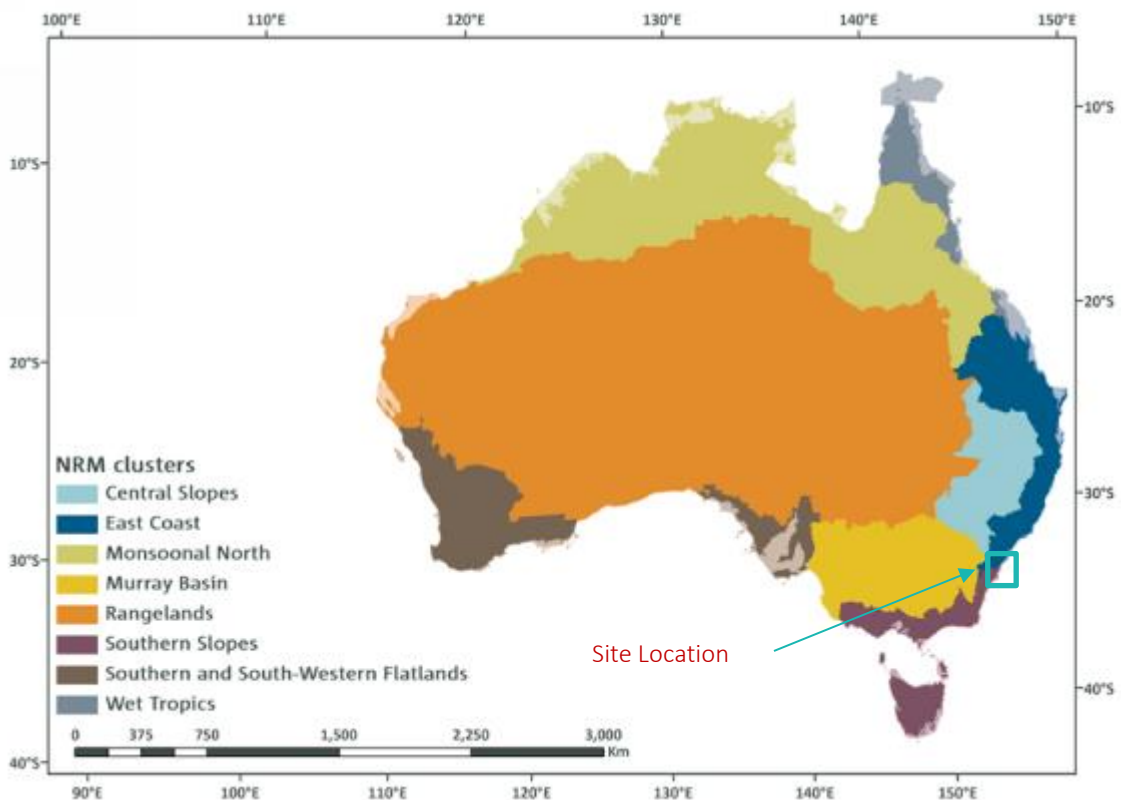 100°E 110°E 120°E 130°E 140°E 150°E
10°S
10°S
20°S
20°S
NRM clusters
Central Slopes
30°S
East Coast
Monsoonal North
30°S
Murray Basin
Rangelands
Southern Slopes
Site Location
Southern and South-Western Flatlands
40°S
Wet Tropics
0 375 750 1,500 2,250 3,000
Km
40°S
90°E 100°E 110°E 120°E 130°E 140°E 150°E